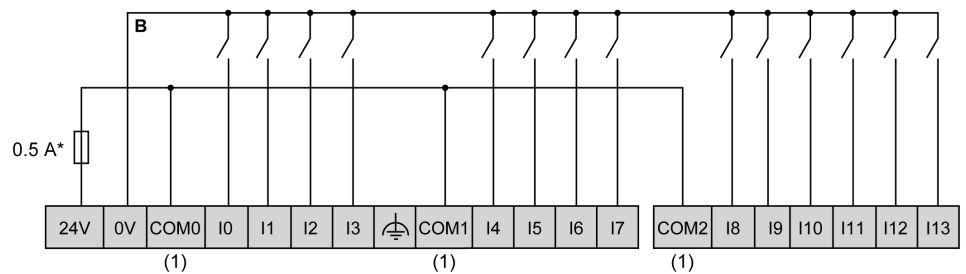 B
0.5 A*
24V 0V COM0 I0 I1 I2 I3 COM1 I4 I5 I6 I7 COM2 I8 I9 I10 I11 I12 I13
(1) (1) (1)